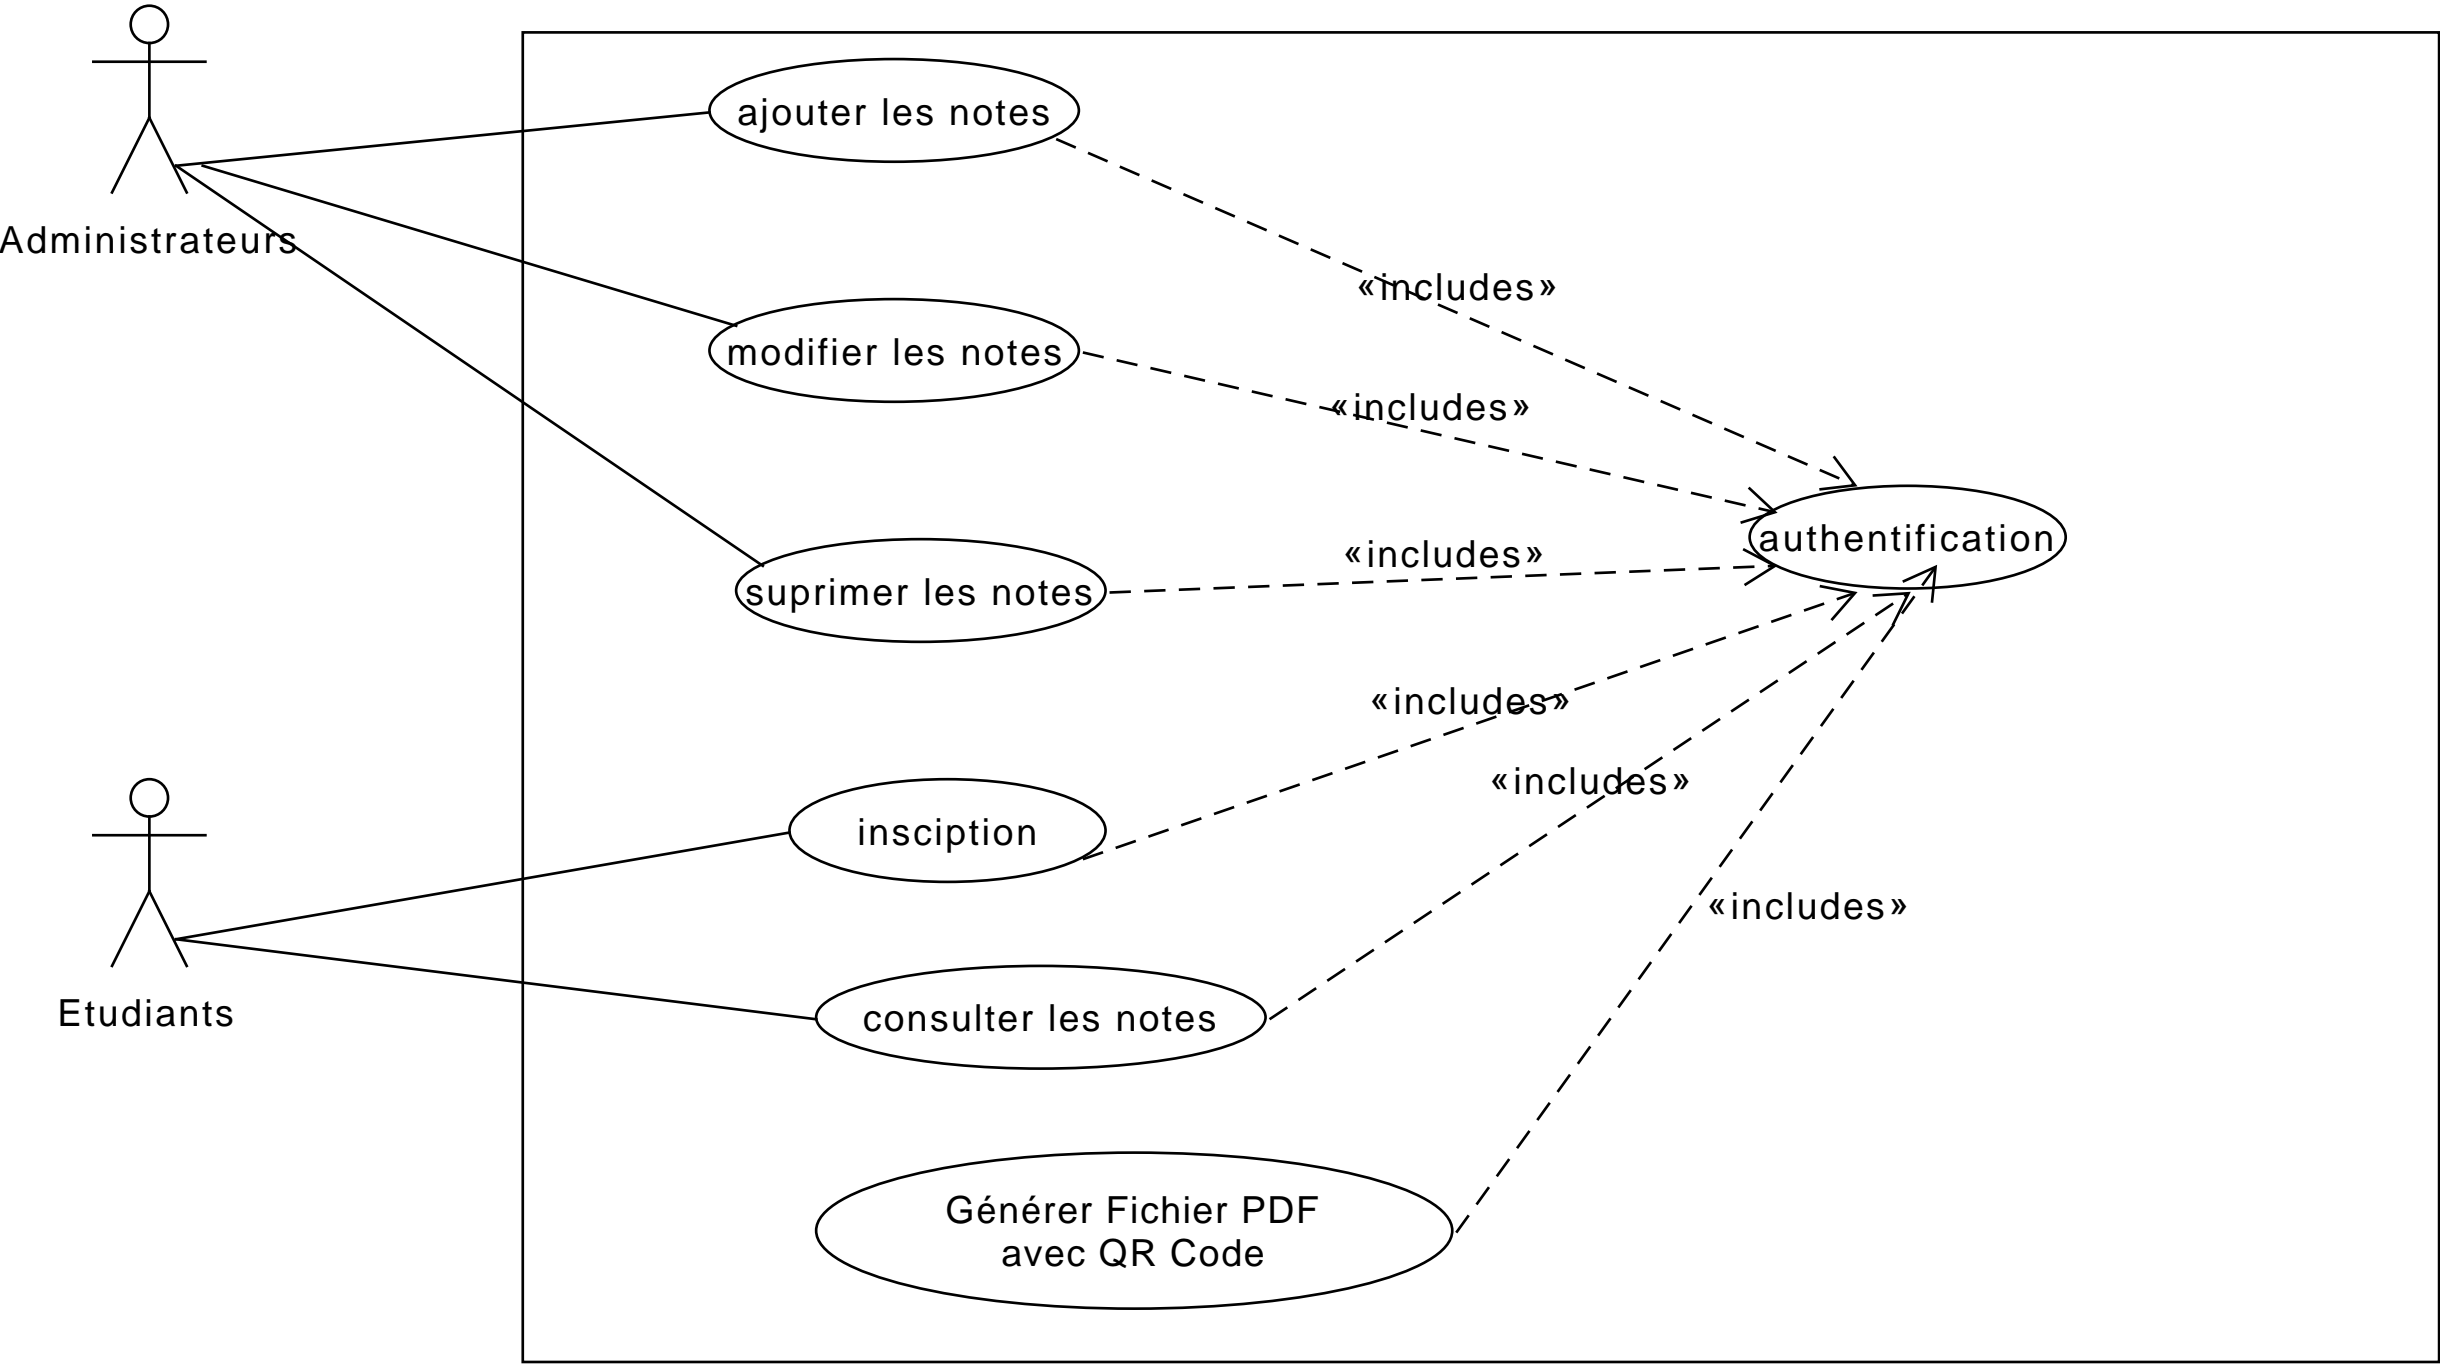 ajouter les notes
Administrateurs
«includes»
modifier les notes
«includes»
authentification
«includes»
suprimer les notes
«includes»
«includes»
insciption
«includes»
Etudiants
consulter les notes
Générer Fichier PDF
avec QR Code